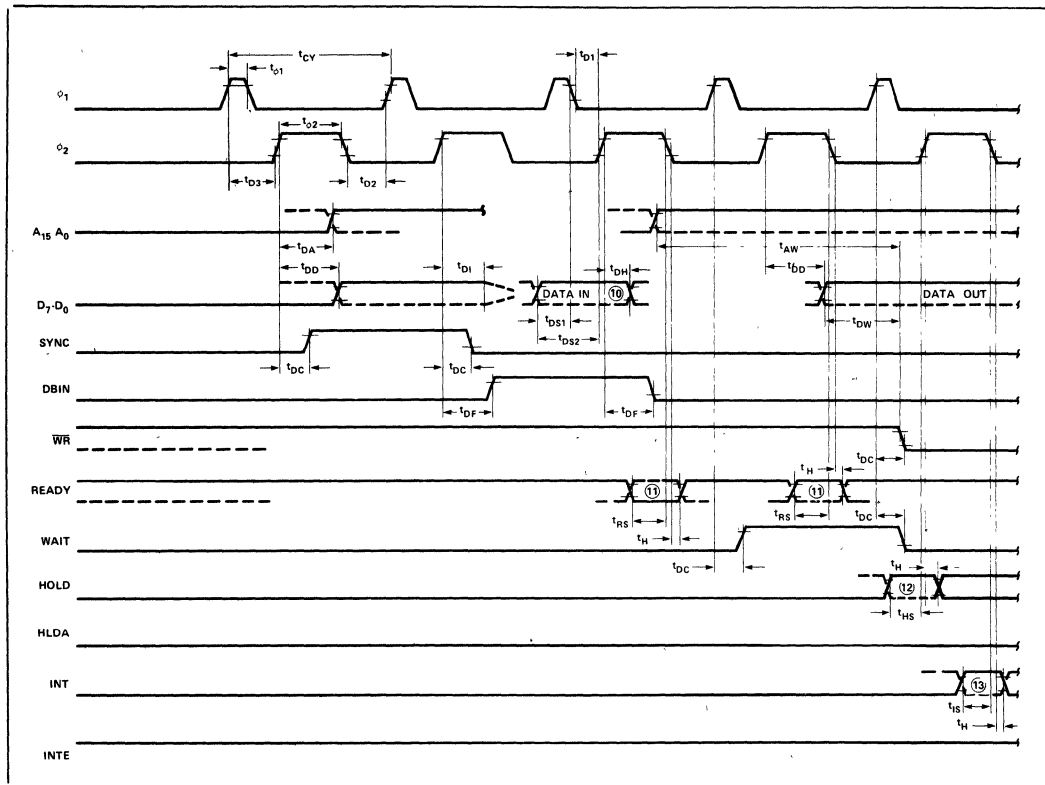 tCY
tφ1
tD1
φ1
tφ2
φ2
tD3
tD2
A15 A0
tDA
tAW
tDD
tDI
tDH
tDD
D7-D0
DATA IN
10
DATA OUT
tDS1
tDW
tDS2
SYNC
tDC
tDC
DBIN
tDF
tDF
WR
tH
tDC
READY
11
11
tRS
tRS
tDC
WAIT
tH
tDC
tH
HOLD
12
tHS
HLDA
INT
13
tIS
tH
INTE